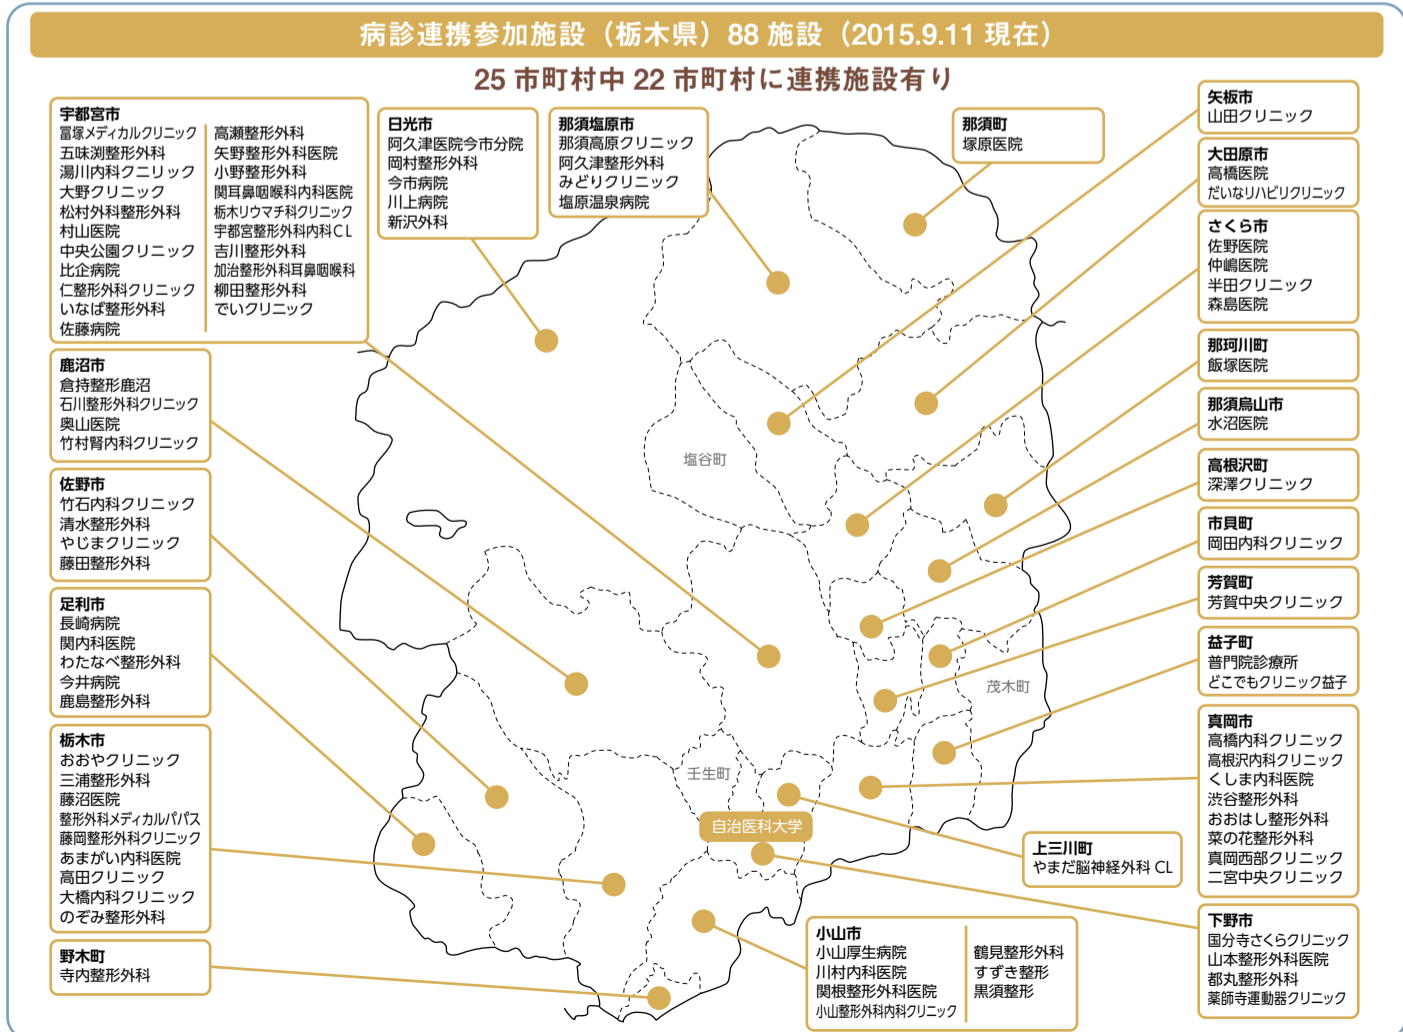 病診連携参加施設（栃木県）88 施設（2015.9.11 現在）
25 市町村中 22 市町村に連携施設有り
宇都宮市
冨塚メディカルクリニック
五味渕整形外科
湯川内科クニリック
大野クリニック
松村外科整形外科
村山医院
中央公園クリニック
比企病院
仁整形外科クリニック
いなば整形外科
佐藤病院
高瀬整形外科
矢野整形外科医院
小野整形外科
関耳鼻咽喉科内科医院
栃木リウマチ科クリニック
宇都宮整形外科内科ＣＬ
吉川整形外科
加治整形外科耳鼻咽喉科
柳田整形外科
でいクリニック
日光市
阿久津医院今市分院
岡村整形外科
今市病院
川上病院
新沢外科
那須塩原市
那須高原クリニック
阿久津整形外科
みどりクリニック
塩原温泉病院
那須町
塚原医院
矢板市
山田クリニック
大田原市
高橋医院
だいなリハビリクリニック
さくら市
佐野医院
仲嶋医院
半田クリニック
森島医院
那珂川町
飯塚医院
那須烏山市
水沼医院
高根沢町
深澤クリニック
市貝町
岡田内科クリニック
芳賀町
芳賀中央クリニック
益子町
普門院診療所
どこでもクリニック益子
真岡市
高橋内科クリニック
高根沢内科クリニック
くしま内科医院
渋谷整形外科
おおはし整形外科
菜の花整形外科
真岡西部クリニック
二宮中央クリニック
下野市
国分寺さくらクリニック
山本整形外科医院
都丸整形外科
薬師寺運動器クリニック
鹿沼市
倉持整形鹿沼
石川整形外科クリニック
奥山医院
竹村腎内科クリニック
佐野市
竹石内科クリニック
清水整形外科
やじまクリニック
藤田整形外科
足利市
長崎病院
関内科医院
わたなべ整形外科
今井病院
鹿島整形外科
栃木市
おおやクリニック
三浦整形外科
藤沼医院
整形外科メディカルパパス
藤岡整形外科クリニック
あまがい内科医院
高田クリニック
大橋内科クリニック
のぞみ整形外科
野木町
寺内整形外科
塩谷町
茂木町
壬生町
自治医科大学
上三川町
やまだ脳神経外科 CL
小山市
小山厚生病院
川村内科医院
関根整形外科医院
小山整形外科内科クリニック
鶴見整形外科
すずき整形
黒須整形